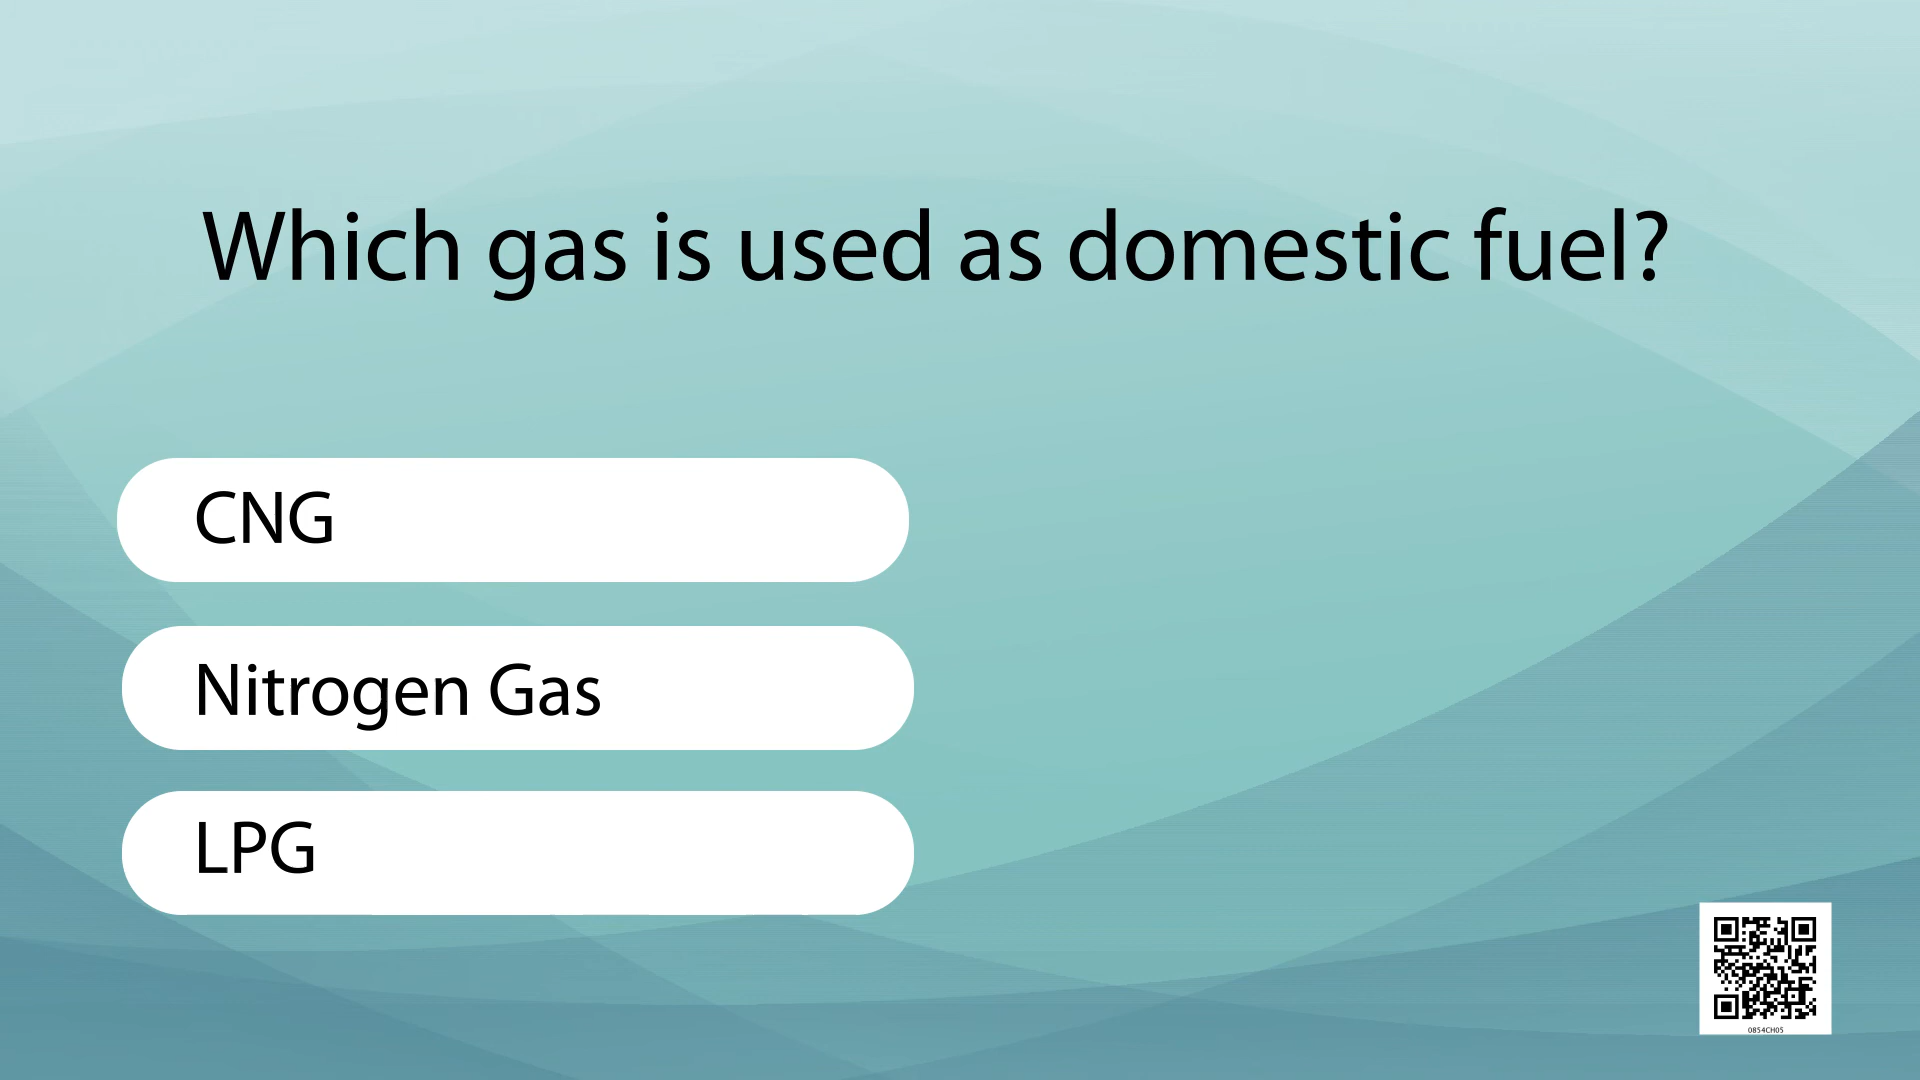 Which gas is used as domestic fuel?
CNG
Nitrogen Gas
LPG
0854CH05